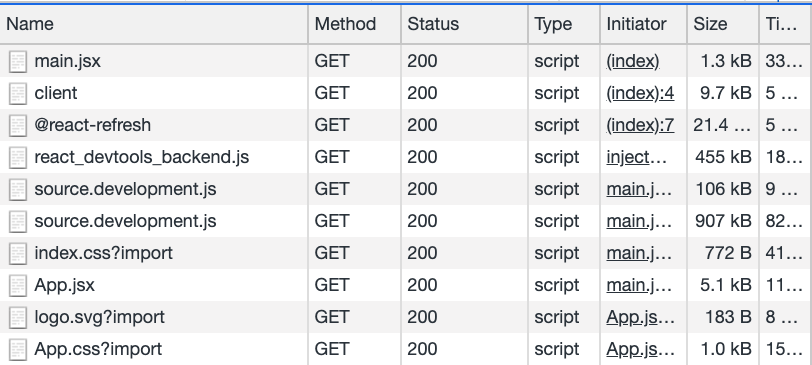 Name Method Status Type Initiator Size Ti...
main.jsx GET 200 script (index) 1.3 kB 33...
client GET 200 script (index):4 9.7 kB 5 ...
@react-refresh GET 200 script (index):7 21.4 ... 5 ...
react_devtools_backend.js GET 200 script inject... 455 kB 18...
source.development.js GET 200 script main.j... 106 kB 9 ...
source.development.js GET 200 script main.j... 907 kB 82...
index.css?import GET 200 script main.j... 772 B 41...
App.jsx GET 200 script main.j... 5.1 kB 11...
logo.svg?import GET 200 script App.js... 183 B 8 ...
App.css?import GET 200 script App.js... 1.0 kB 15...